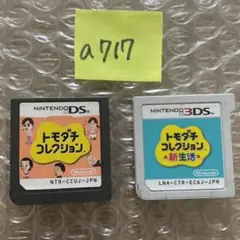 a717
NINTENDO DS
トモダチ
コレクション
Nintendo
NTR-CCUJ-JPN
NINTENDO 3DS
トモダチ
コレクション
新生活
Nintendo
LNA-CTR-EC6J-JPN